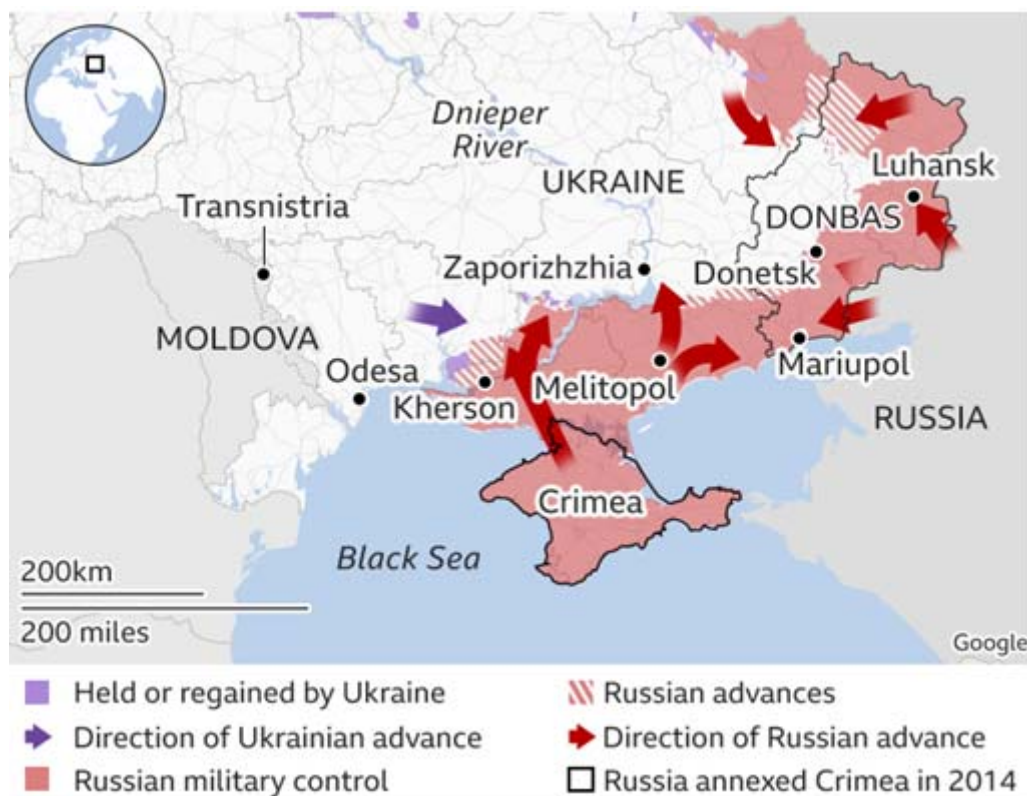 Dnieper
River
UKRAINE
Luhansk
Transnistria
DONBAS
Zaporizhzhia
Donetsk
MOLDOVA
Odesa
Kherson
Melitopol
Mariupol
RUSSIA
Crimea
Black Sea
200km
200 miles
Google
Held or regained by Ukraine
Russian advances
Direction of Ukrainian advance
Direction of Russian advance
Russian military control
Russia annexed Crimea in 2014